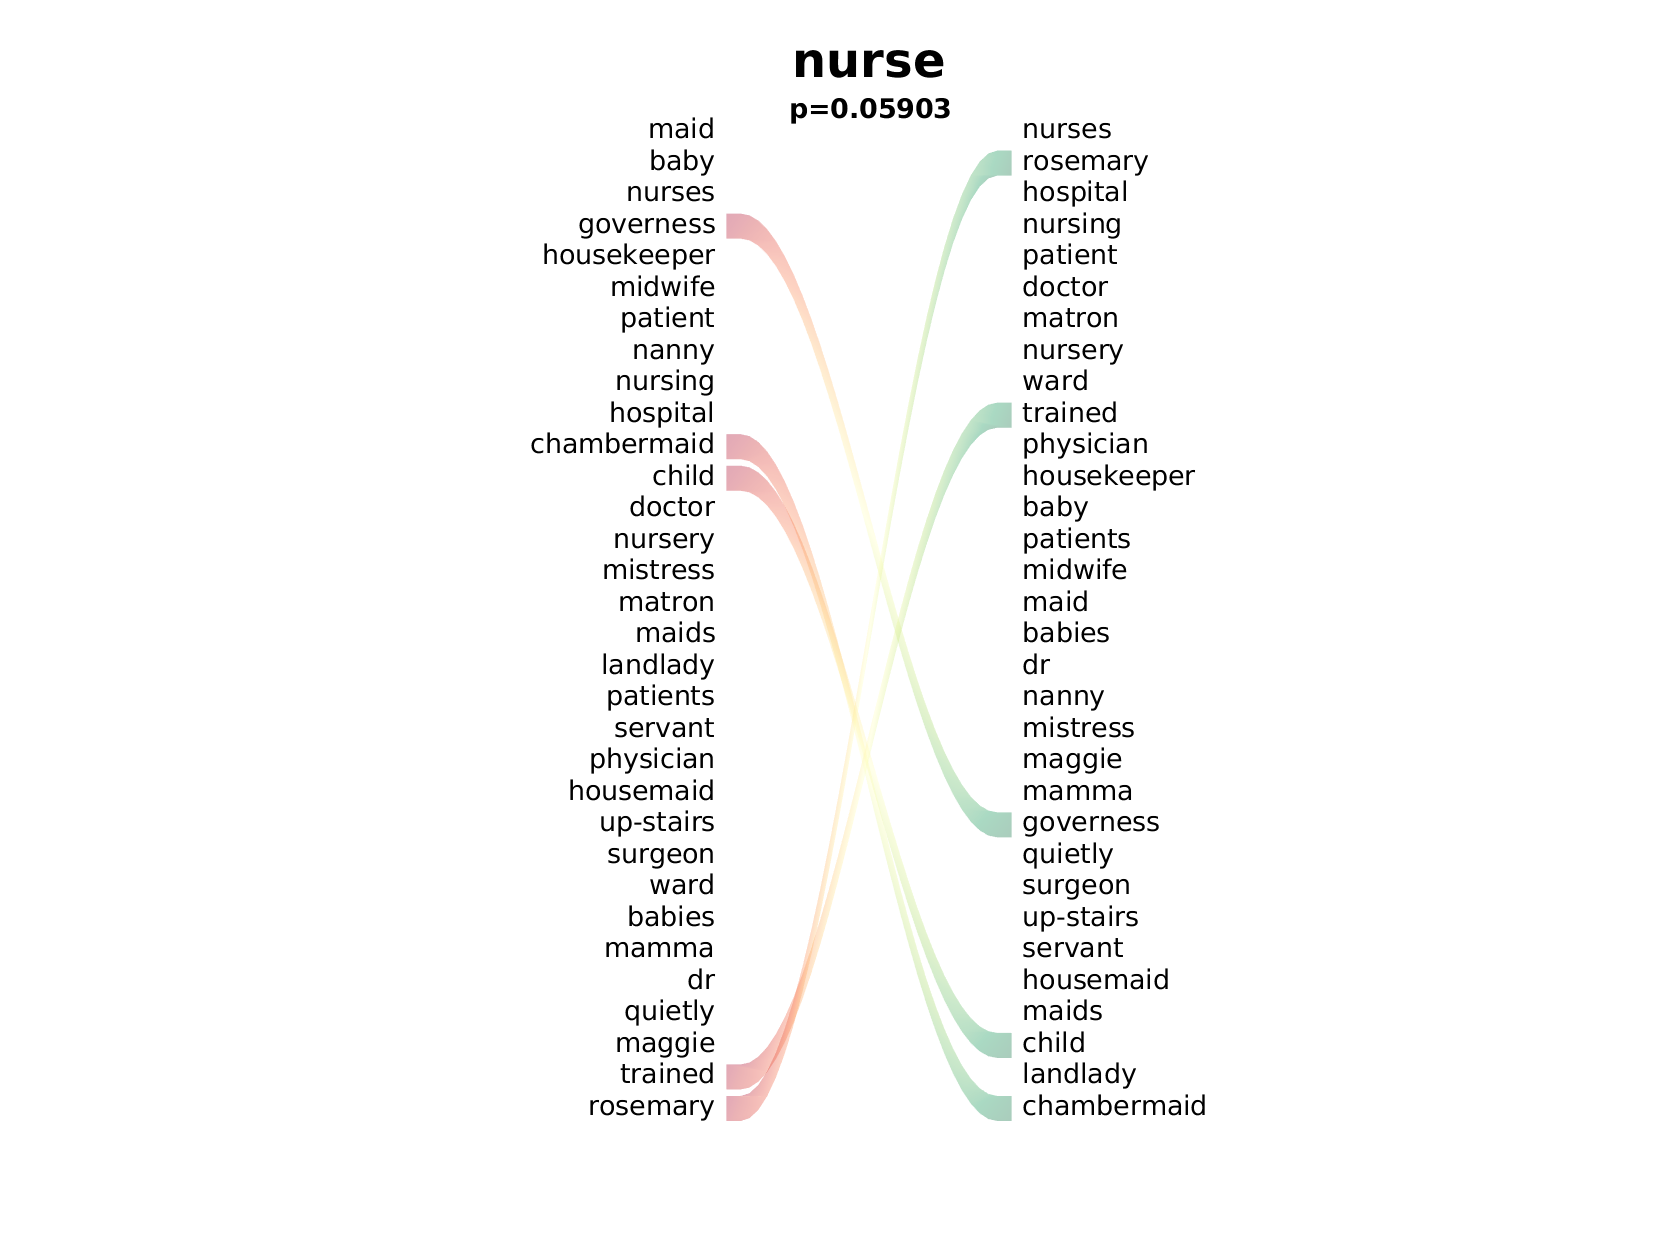 nurse
p=0.05903
maid
baby
nurses
governess
housekeeper
midwife
patient
nanny
nursing
hospital
chambermaid
child
doctor
nursery
mistress
matron
maids
landlady
patients
servant
physician
housemaid
up-stairs
surgeon
ward
babies
mamma
dr
quietly
maggie
trained
rosemary
nurses
rosemary
hospital
nursing
patient
doctor
matron
nursery
ward
trained
physician
housekeeper
baby
patients
midwife
maid
babies
dr
nanny
mistress
maggie
mamma
governess
quietly
surgeon
up-stairs
servant
housemaid
maids
child
landlady
chambermaid